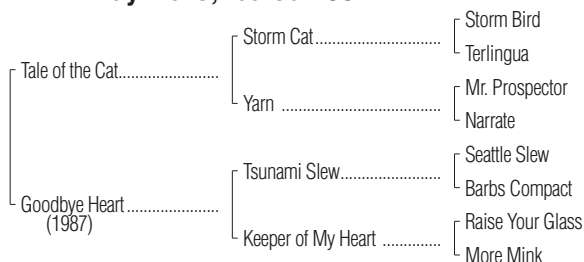 Storm Bird
Storm Cat
Terlingua
Tale of the Cat
Mr. Prospector
Yarn
Narrate
Seattle Slew
Tsunami Slew
Barbs Compact
Goodbye Heart
(1987)
Raise Your Glass
Keeper of My Heart
More Mink